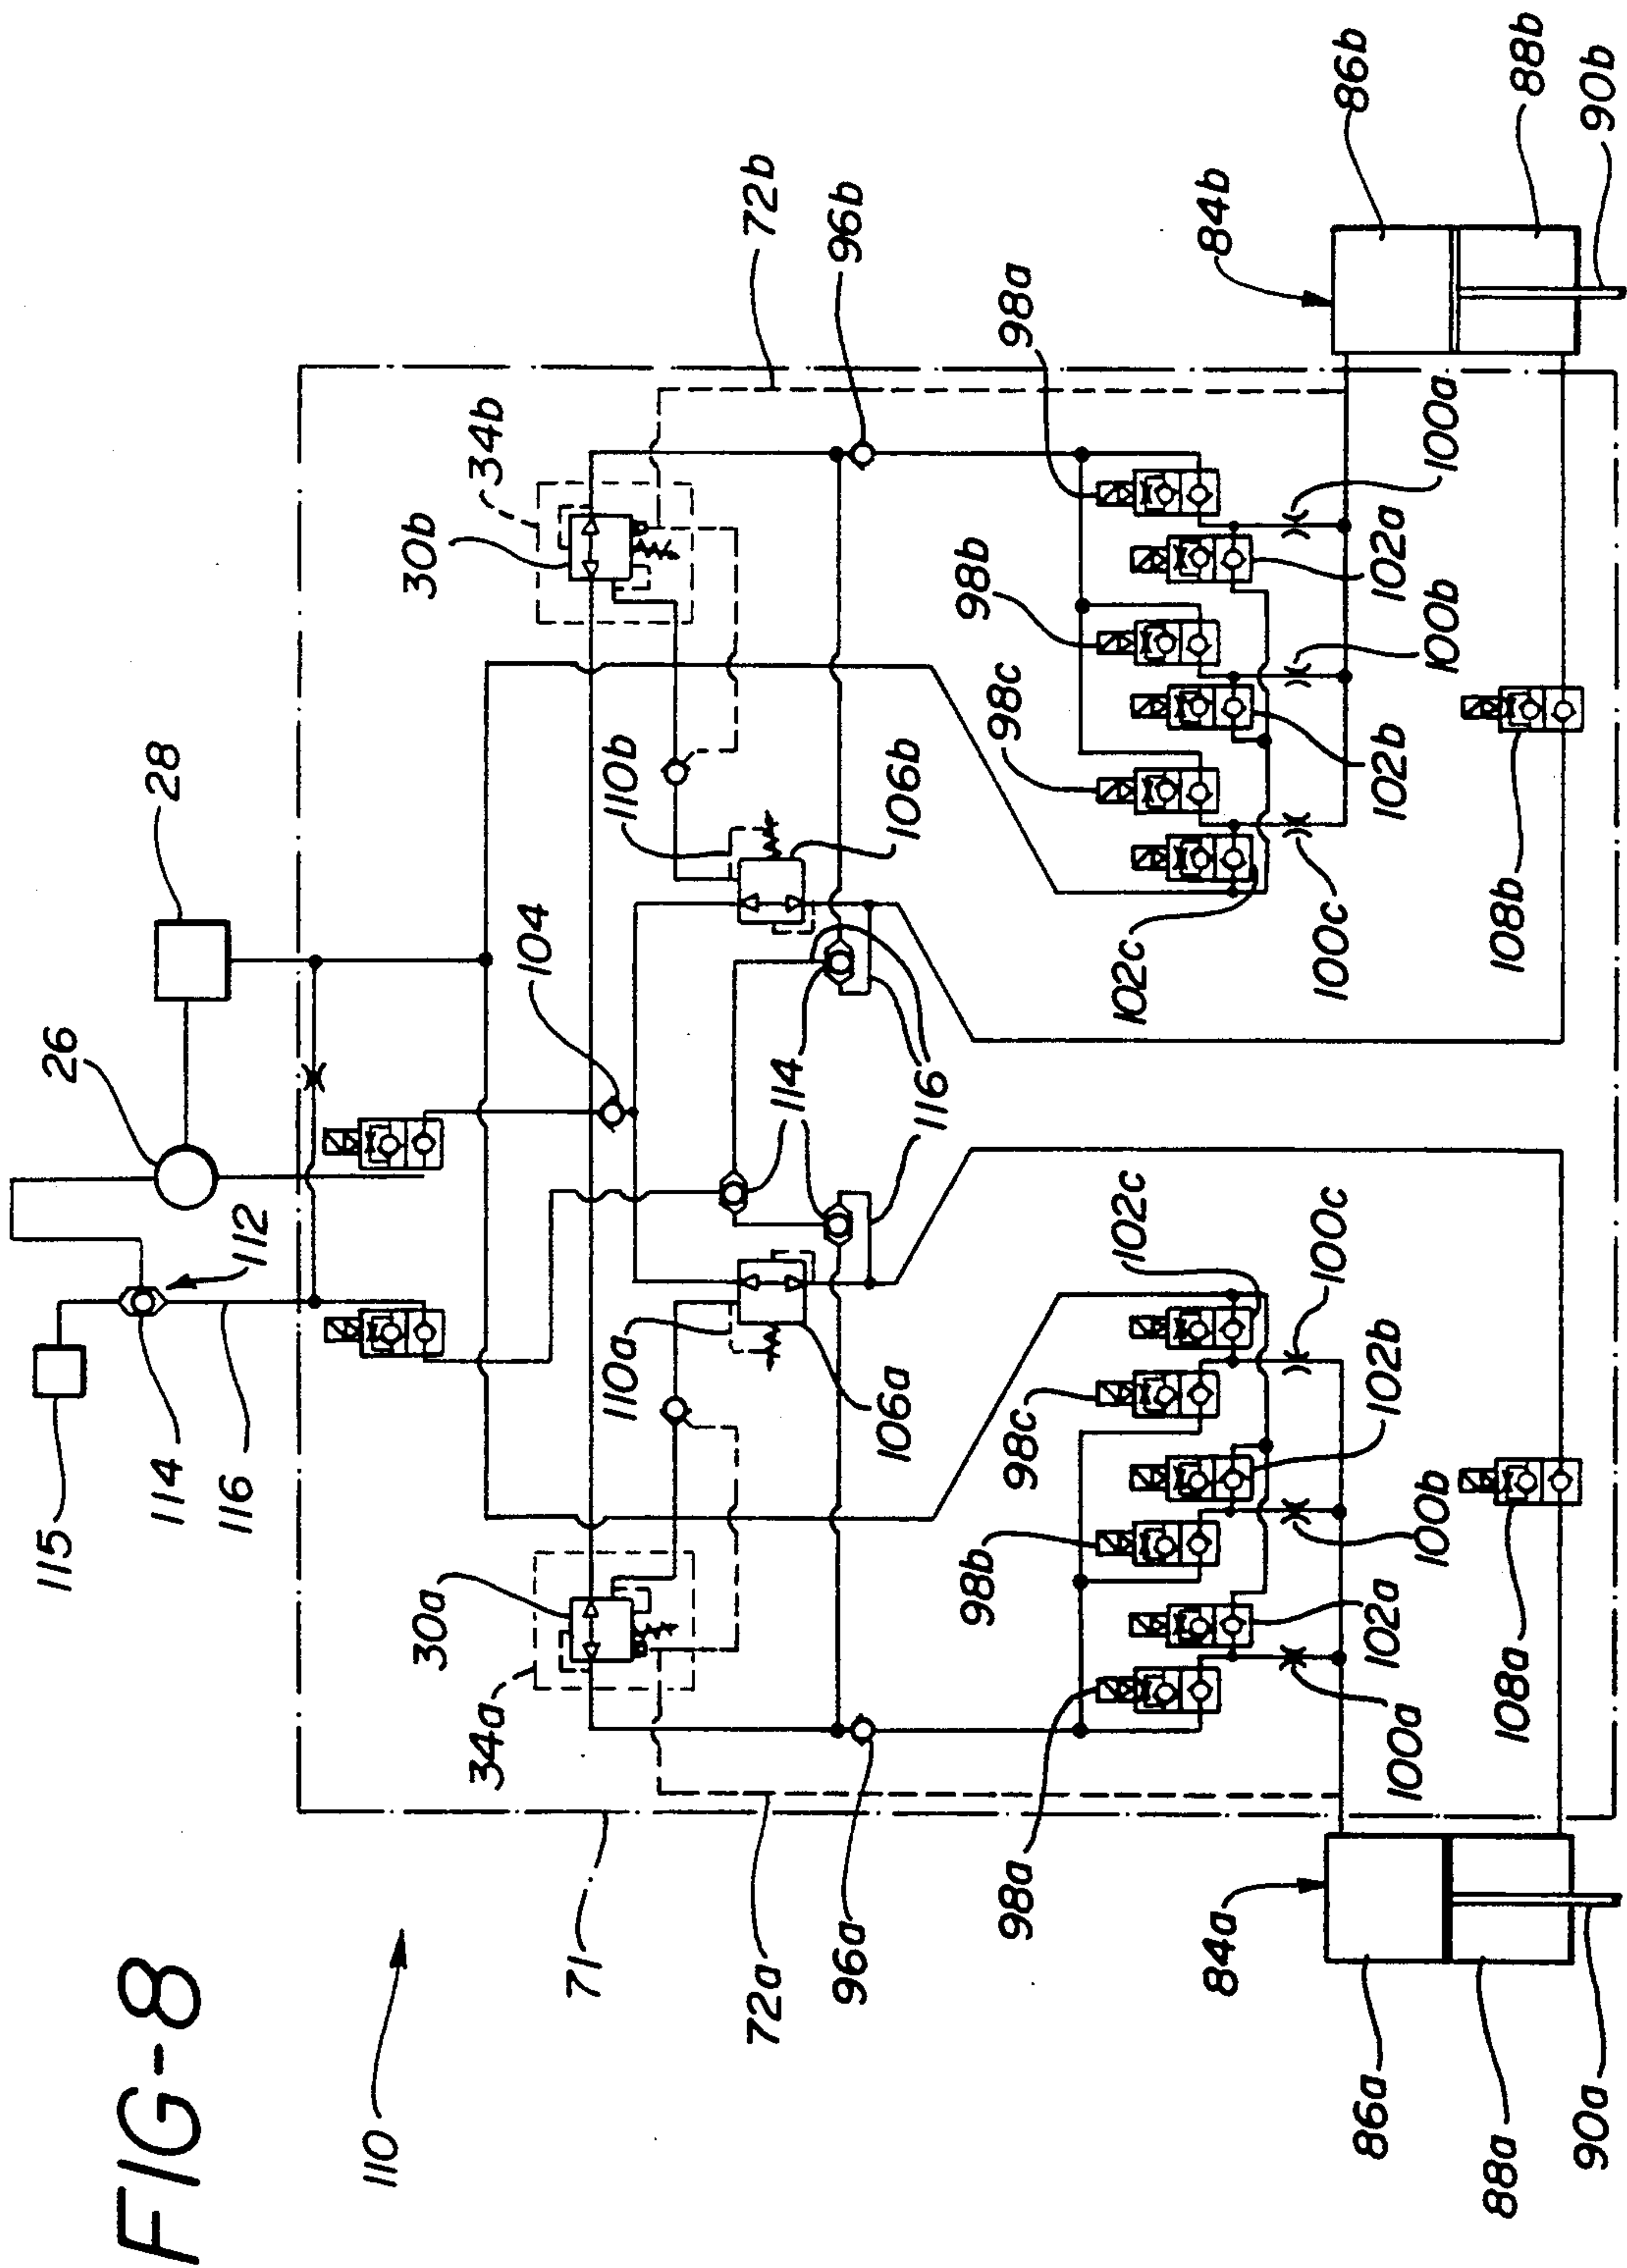 FIG-8
110
115
114
116
112
26
28
71
34a
30a
104
30b
34b
72a
72b
110a
110b
96a
106a
114
116
106b
96b
98a
98b
98c
102c
98c
98b
98a
84a
84b
100a
102a
100b
102b
100c
102c
100c
102b
100b
102a
100a
86a
86b
88a
108a
108b
88b
90a
90b